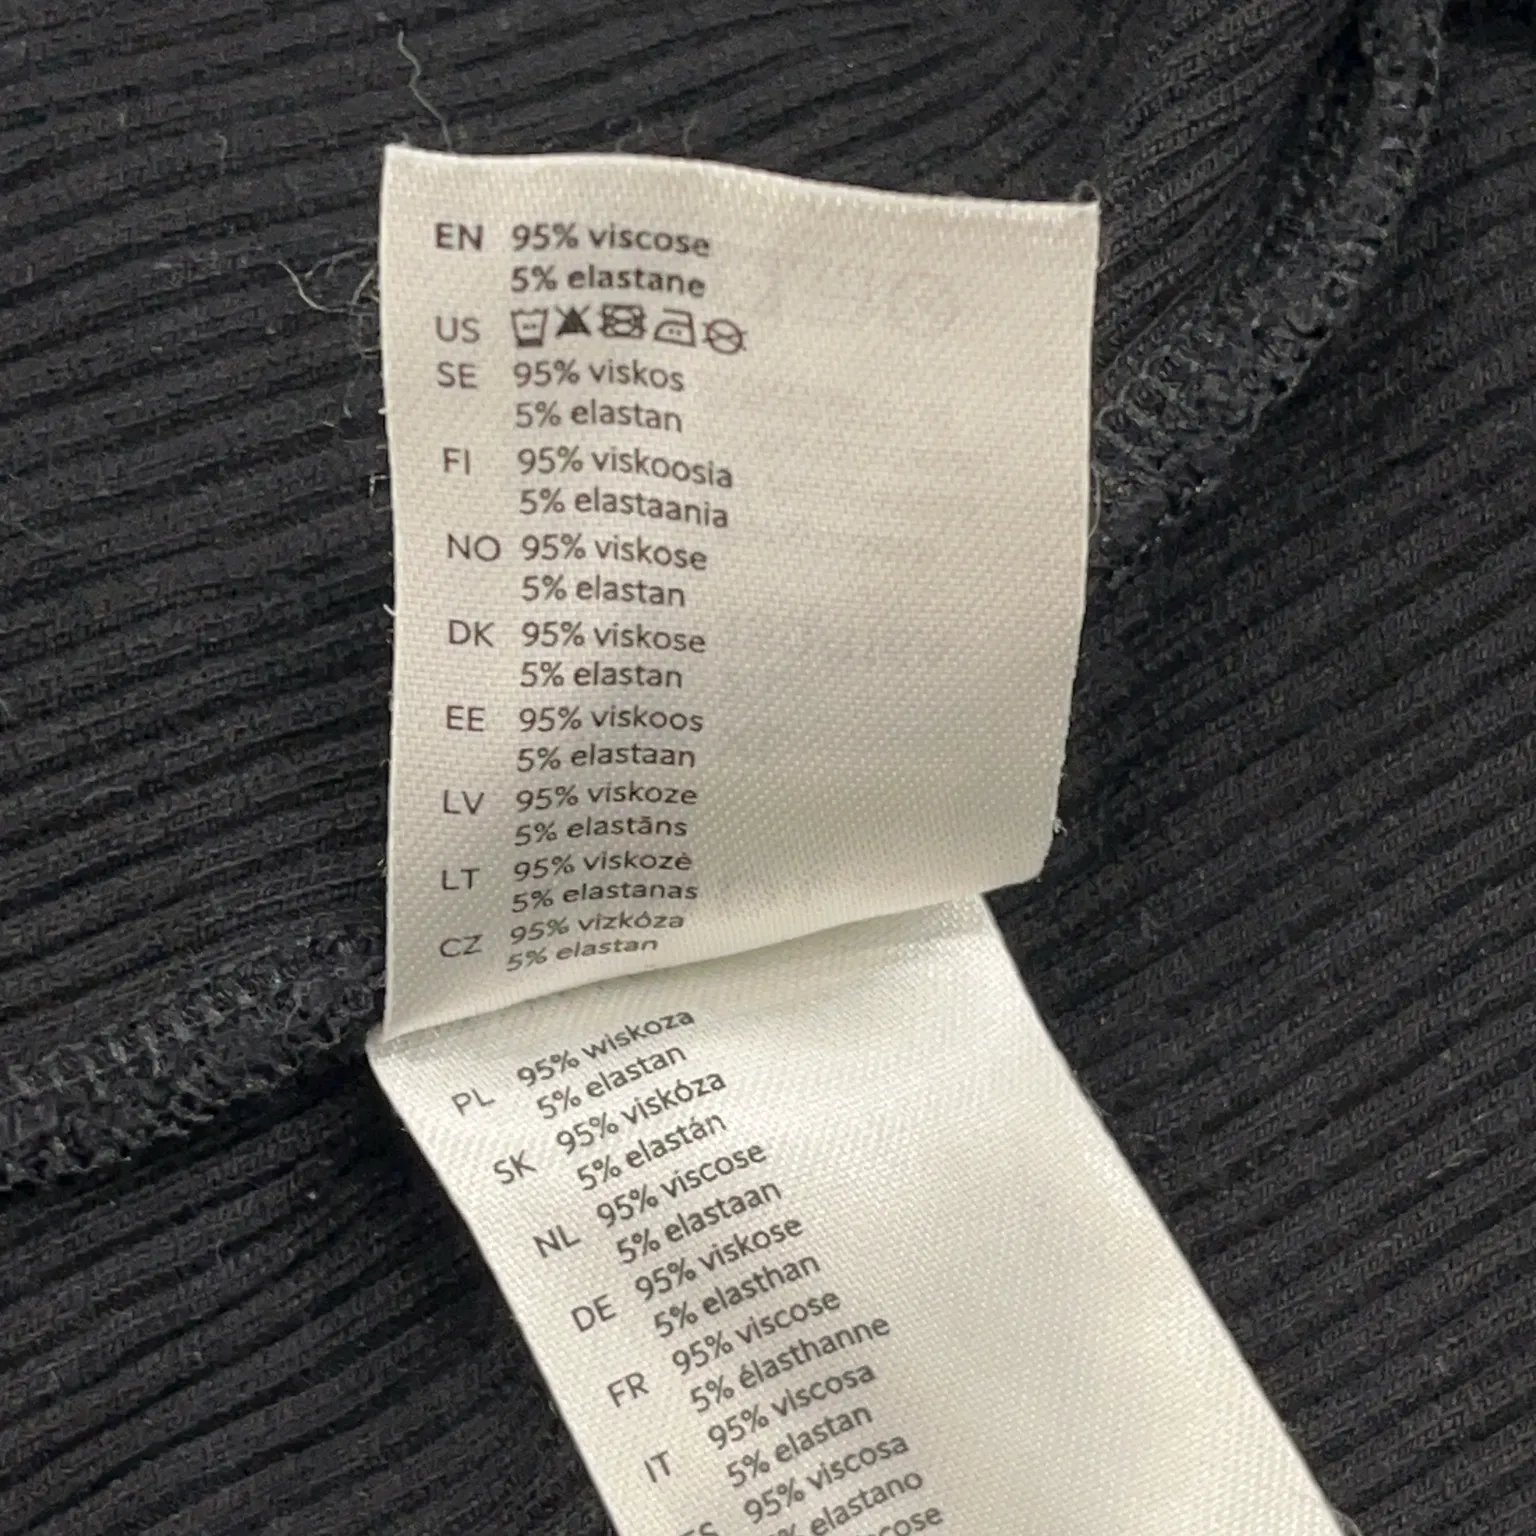 EN 95% viscose
5% elastane
US
SE 95% viskos
5% elastan
FI 95% viskoosia
5% elastaania
NO 95% viskose
5% elastan
DK 95% viskose
5% elastan
EE 95% viskoos
5% elastaan
LV 95% viskoze
5% elastāns
LT 95% viskozė
5% elastanas
CZ 95% vizkóza
5% elastan
PL 95% wiskoza
5% elastan
SK 95% viskóza
5% elastán
NL 95% viscose
5% elastaan
DE 95% viskose
5% elasthan
FR 95% viscose
5% élasthanne
IT 95% viscosa
5% elastan
95% viscosa
elastano